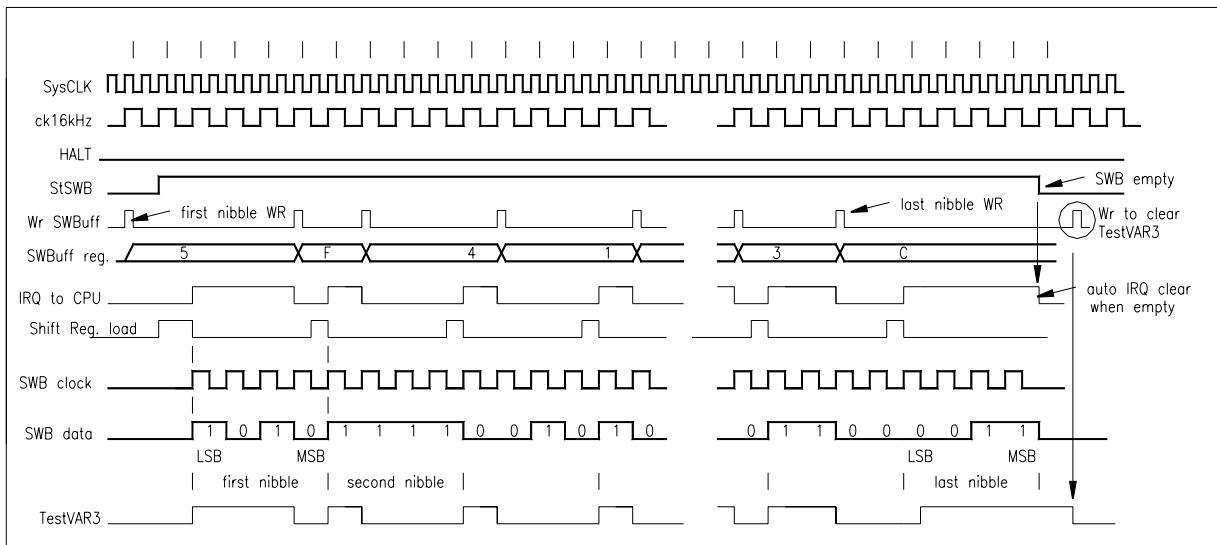 SysCLK
ck16kHz
HALT
StSWB
SWB empty
Wr SWBuff
first nibble WR
last nibble WR
Wr to clear
TestVAR3
SWBuff reg.
5 F 4 1 3 C
IRQ to CPU
auto IRQ clear
when empty
Shift Reg. load
SWB clock
SWB data
1 0 1 0 1 1 1 1 0 0 1 0 1 0 0 1 1 0 0 0 0 1 1
LSB MSB LSB MSB
first nibble second nibble last nibble
TestVAR3